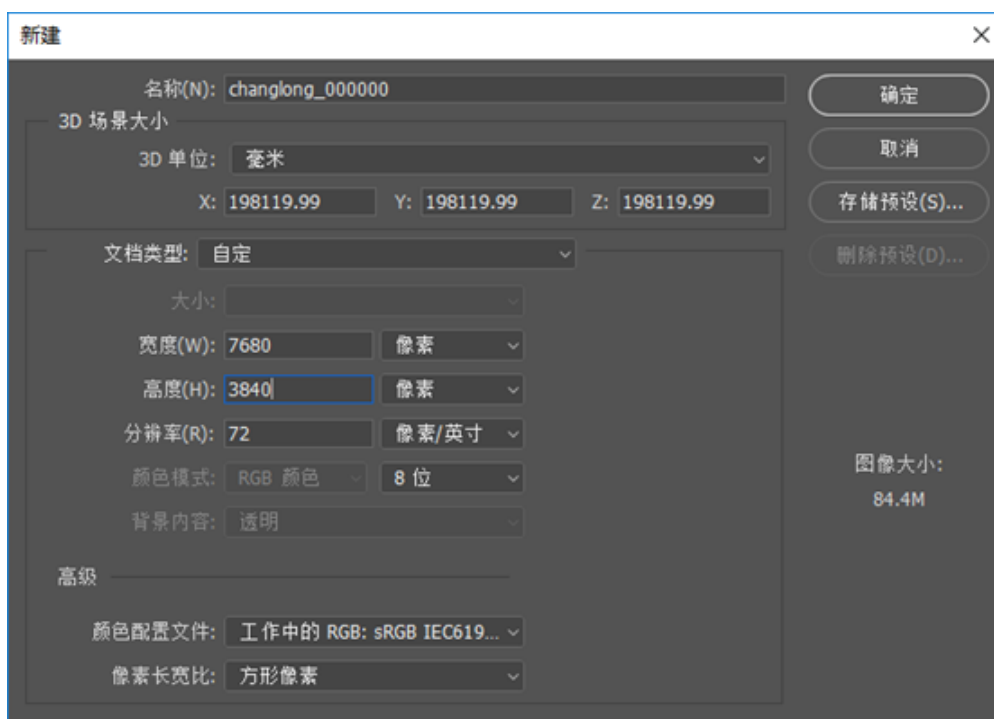 新建
名称(N): changlong_000000
确定
3D 场景大小
取消
3D 单位: 毫米
X: 198119.99 Y: 198119.99 Z: 198119.99
存储预设(S)...
文档类型: 自定
删除预设(D)...
大小:
宽度(W): 7680 像素
高度(H): 3840 像素
分辨率(R): 72 像素/英寸
图像大小:
颜色模式: RGB 颜色 8 位
84.4M
背景内容: 透明
高级
颜色配置文件: 工作中的 RGB: sRGB IEC619...
像素长宽比: 方形像素